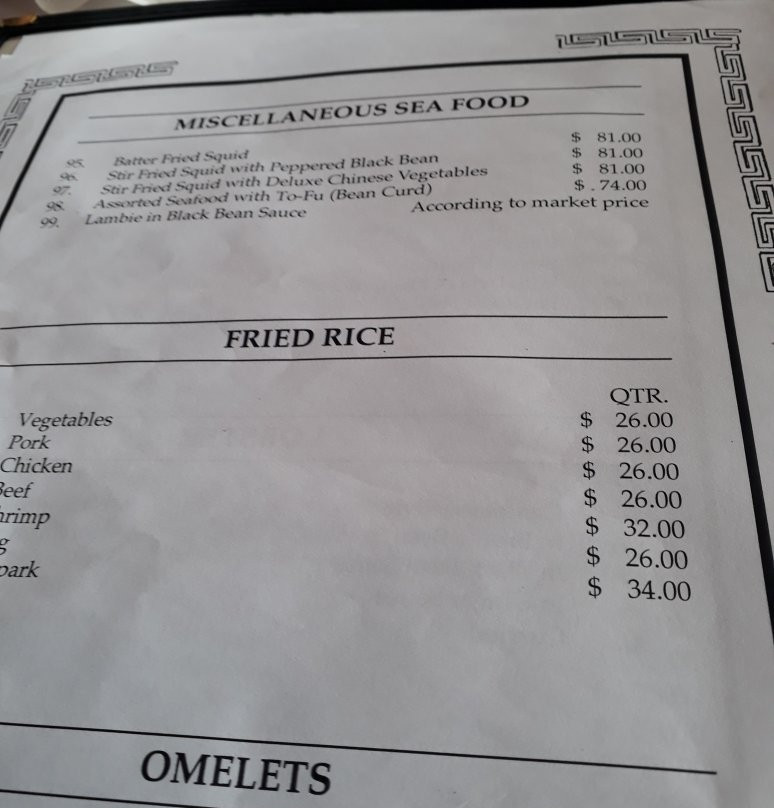 MISCELLANEOUS SEA FOOD
95. Batter Fried Squid $ 81.00
96. Stir Fried Squid with Peppered Black Bean $ 81.00
97. Stir Fried Squid with Deluxe Chinese Vegetables $ 81.00
98. Assorted Seafood with To-Fu (Bean Curd) $ . 74.00
99. Lambie in Black Bean Sauce According to market price
FRIED RICE
QTR.
Vegetables $ 26.00
Pork $ 26.00
Chicken $ 26.00
Beef $ 26.00
hrimp $ 32.00
g $ 26.00
park $ 34.00
OMELETS